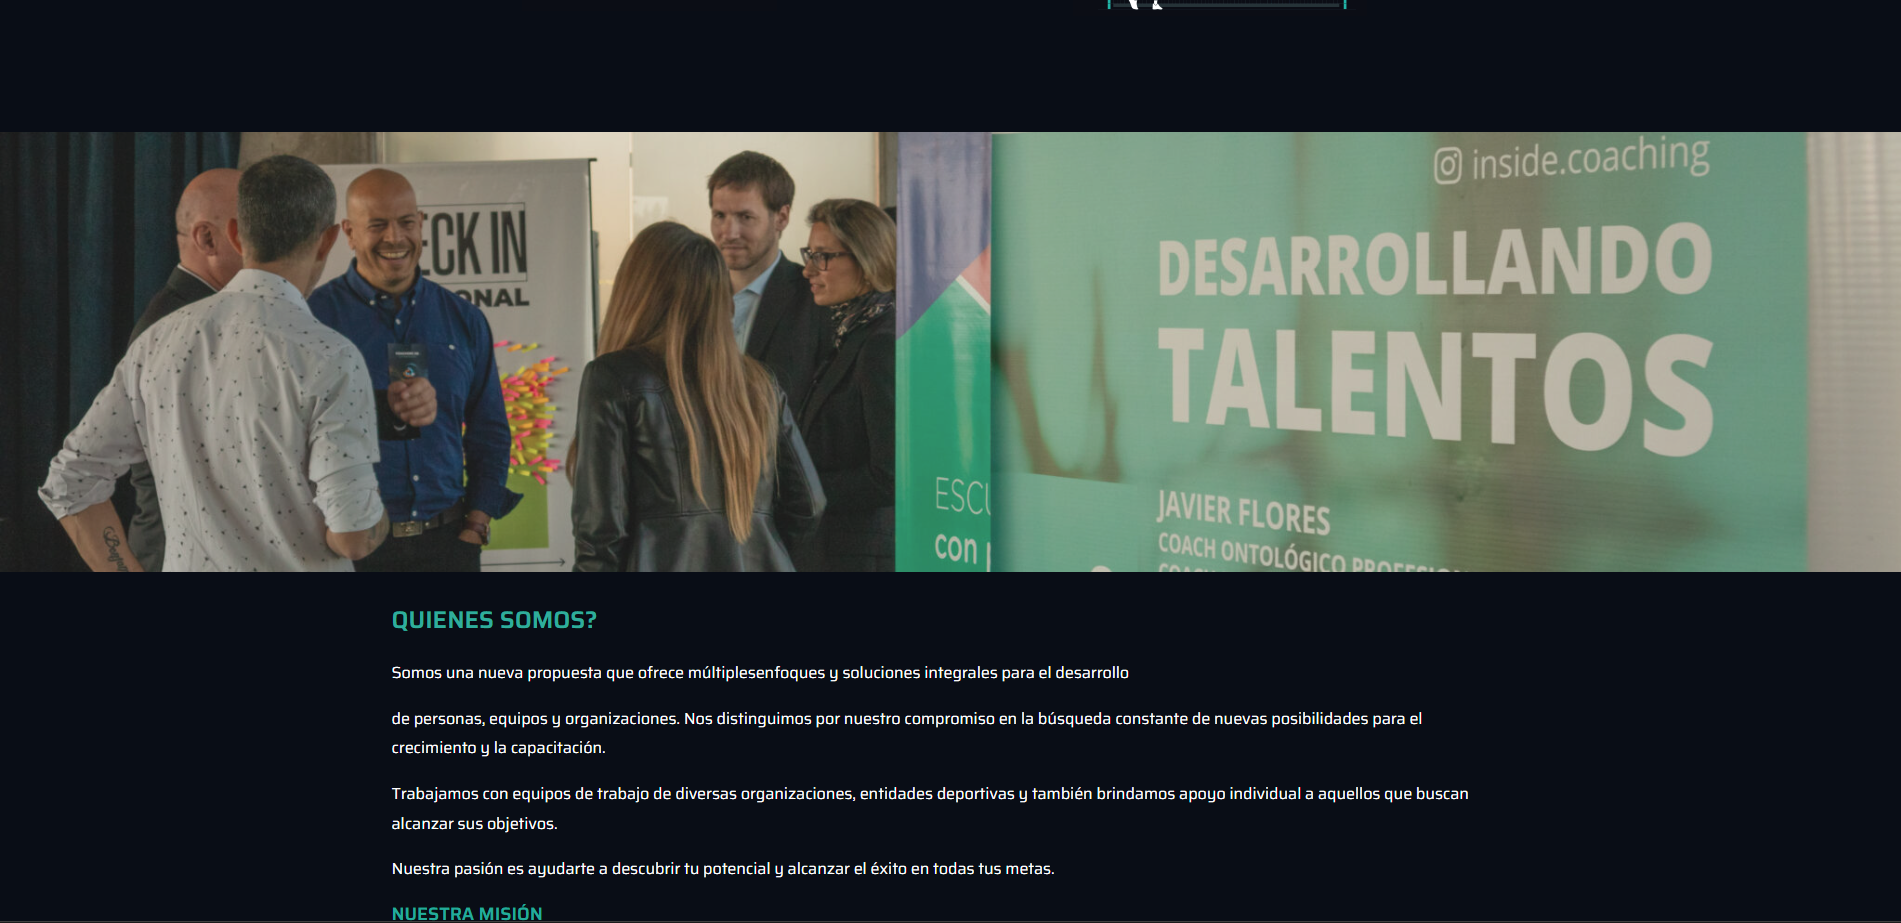 inside.coaching
DESARROLLANDO
TALENTOS
ECK IN
ONAL
JAVIER FLORES
COACH ONTOLÓGICO
ESCU
con
QUIENES SOMOS?
Somos una nueva propuesta que ofrece múltiplesenfoques y soluciones integrales para el desarrollo
de personas, equipos y organizaciones. Nos distinguimos por nuestro compromiso en la búsqueda constante de nuevas posibilidades para el
crecimiento y la capacitación.
Trabajamos con equipos de trabajo de diversas organizaciones, entidades deportivas y también brindamos apoyo individual a aquellos que buscan
alcanzar sus objetivos.
Nuestra pasión es ayudarte a descubrir tu potencial y alcanzar el éxito en todas tus metas.
NUESTRA MISIÓN